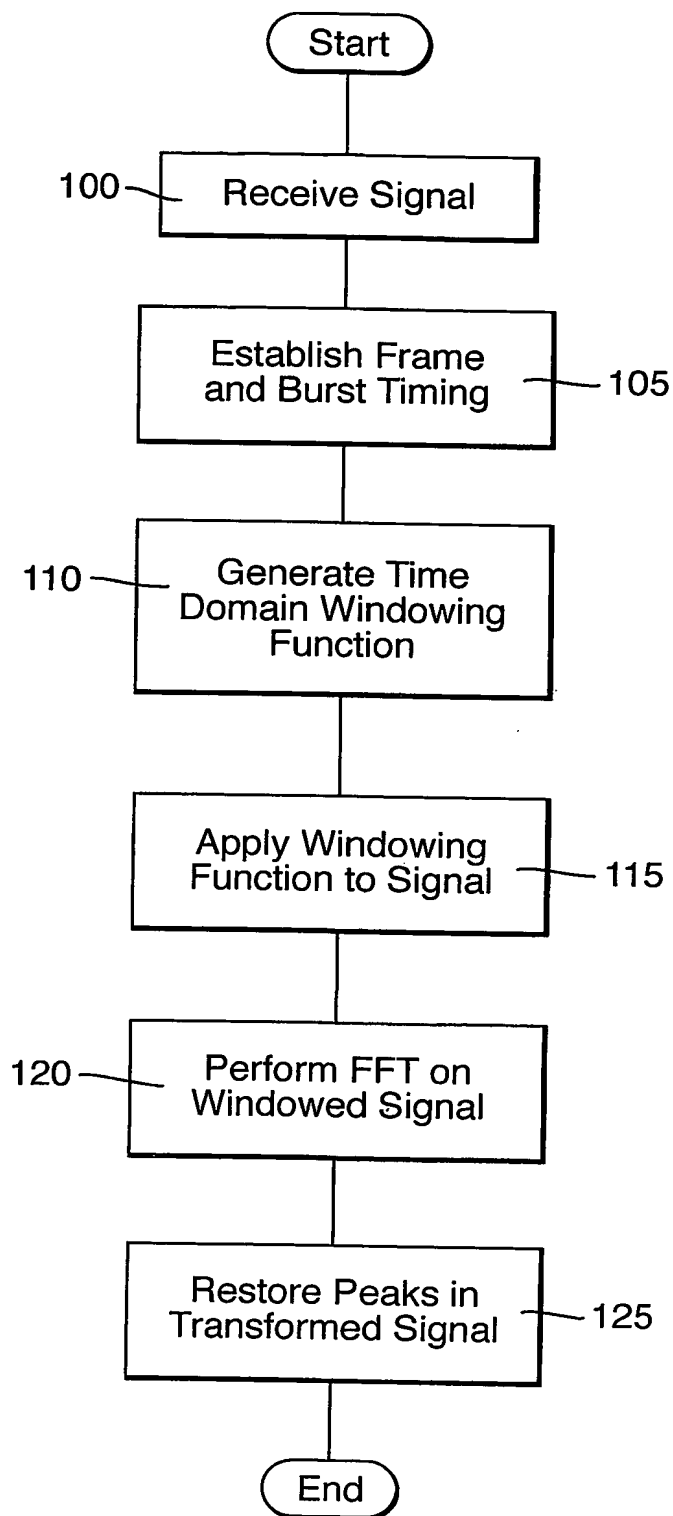 Start
100
Receive Signal
Establish Frame
and Burst Timing
105
110
Generate Time
Domain Windowing
Function
Apply Windowing
Function to Signal
115
120
Perform FFT on
Windowed Signal
Restore Peaks in
Transformed Signal
125
End